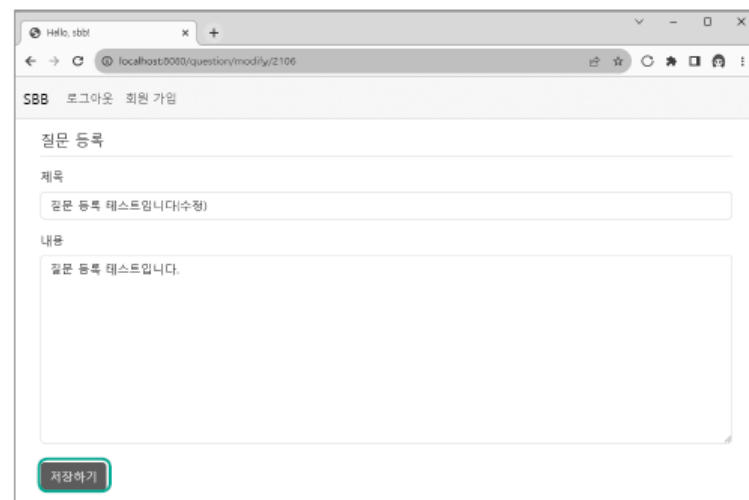 Hello, sbb!
localhost:8080/question/modify/2106
SBB 로그아웃 회원 가입
질문 등록
제목
질문 등록 테스트입니다(수정)
내용
질문 등록 테스트입니다.
저장하기